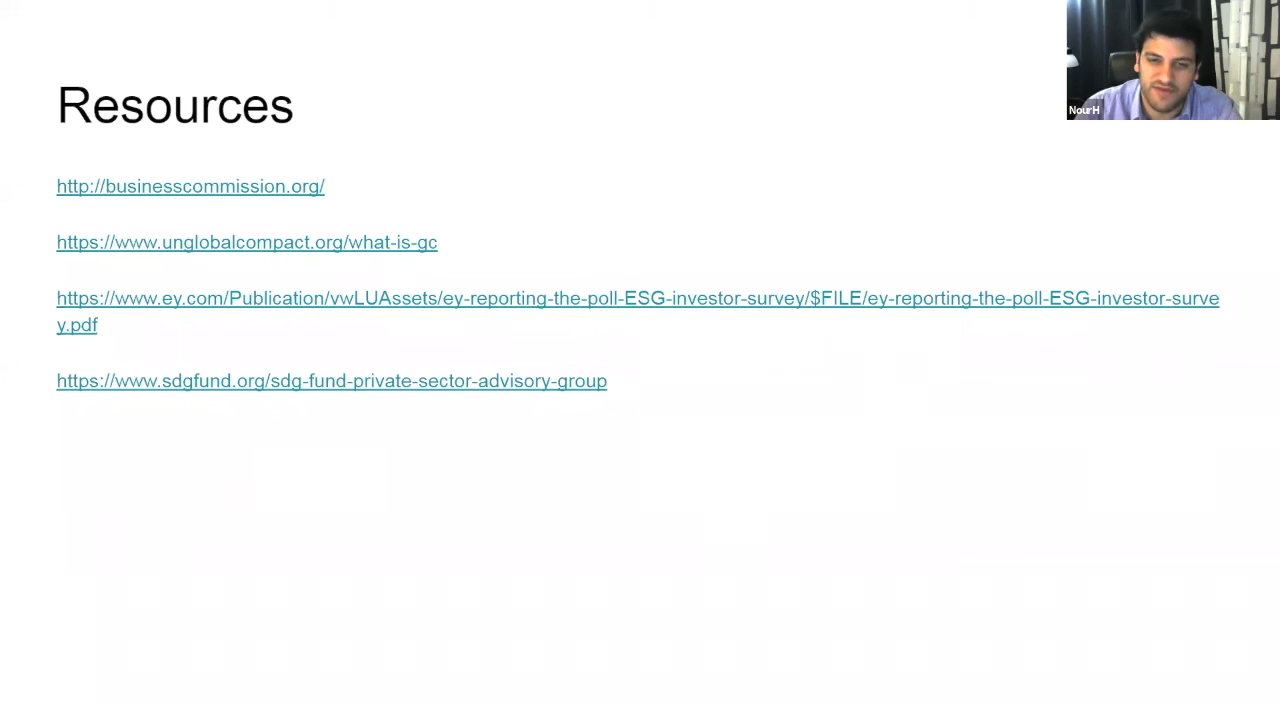 NourH
Resources
http://businesscommission.org/
https://www.unglobalcompact.org/what-is-gc
https://www.ey.com/Publication/vwLUAssets/ey-reporting-the-poll-ESG-investor-survey/$FILE/ey-reporting-the-poll-ESG-investor-surve
y.pdf
https://www.sdgfund.org/sdg-fund-private-sector-advisory-group